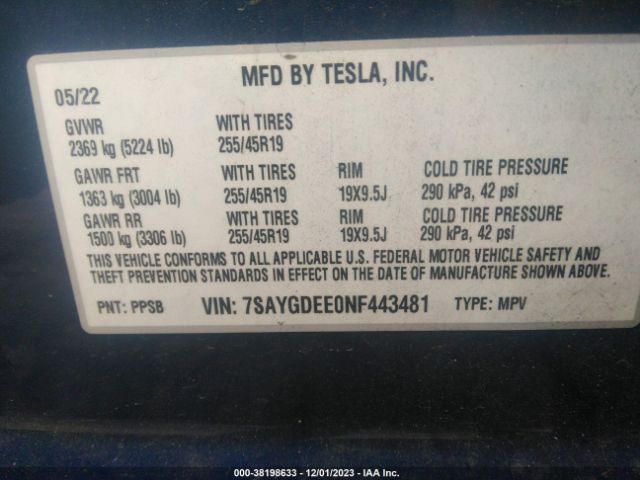 MFD BY TESLA, INC.
05/22
GVWR WITH TIRES
2369 kg (5224 lb) 255/45R19
GAWR FRT WITH TIRES RIM COLD TIRE PRESSURE
1363 kg (3004 lb) 255/45R19 19X9.5J 290 kPa, 42 psi
GAWR RR WITH TIRES RIM COLD TIRE PRESSURE
1500 kg (3306 lb) 255/45R19 19X9.5J 290 kPa, 42 psi
THIS VEHICLE CONFORMS TO ALL APPLICABLE U.S. FEDERAL MOTOR VEHICLE SAFETY AND
THEFT PREVENTION STANDARDS IN EFFECT ON THE DATE OF MANUFACTURE SHOWN ABOVE.
PNT: PPSB VIN: 7SAYGDEE0NF443481 TYPE: MPV
000-38198633 - 12/01/2023 - IAA Inc.